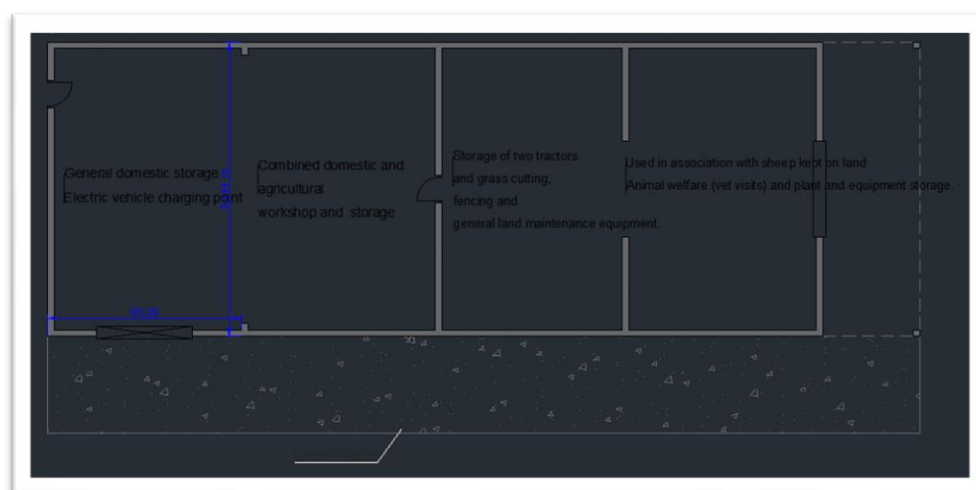 General domestic storage
Electric vehicle charging point
Combined domestic and
agricultural
workshop and storage
Storage of two tractors
and grass cutting,
fencing and
general land maintenance equipment.
Used in association with sheep kept on land
Animal welfare (vet visits) and plant and equipment storage.